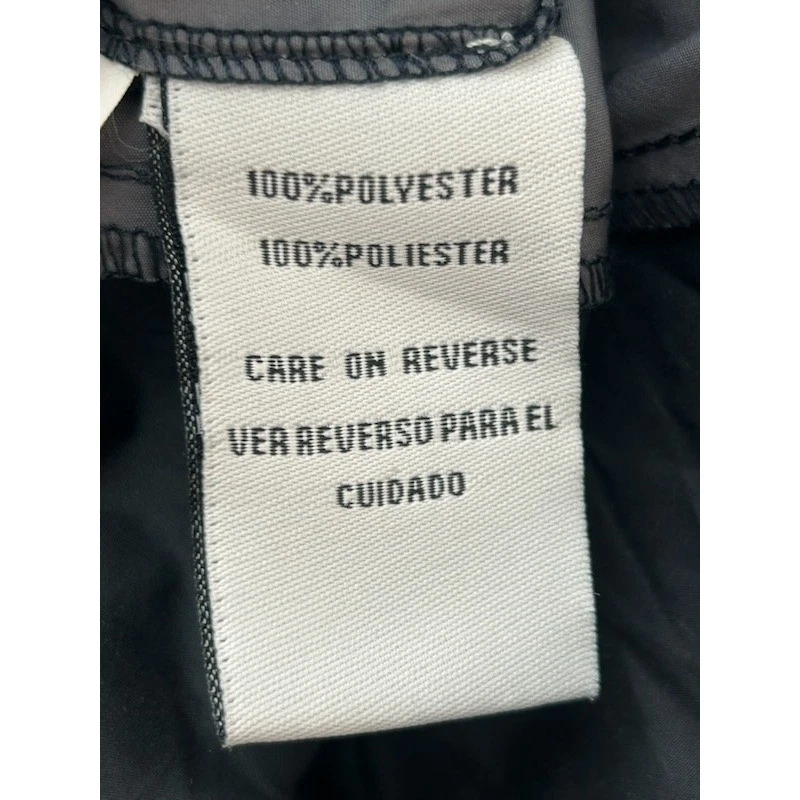 100%POLYESTER
100%POLIESTER
CARE ON REVERSE
VER REVERSO PARA EL
CUIDADO